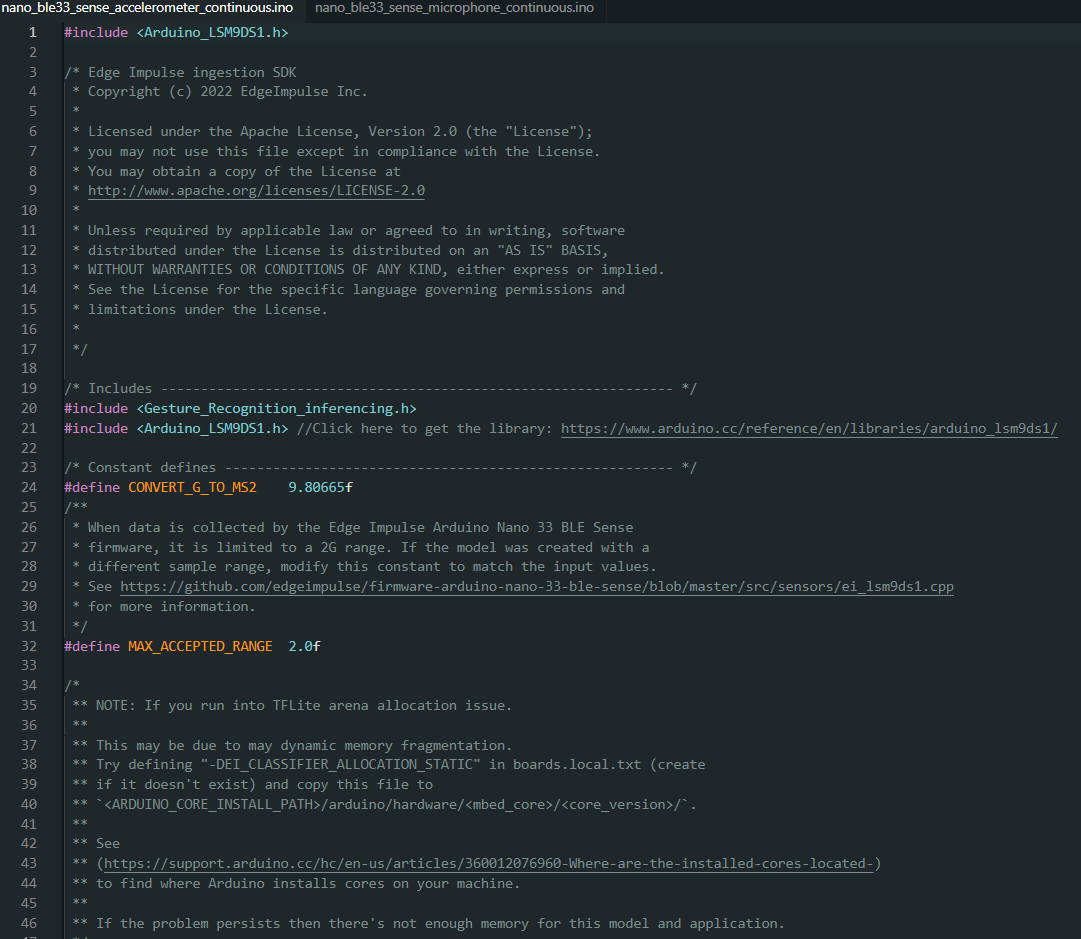 nano_ble33_sense_accelerometer_continuous.ino nano_ble33_sense_microphone_continuous.ino
1 #include <Arduino_LSM9DS1.h>
2
3 /* Edge Impulse ingestion SDK
4 * Copyright (c) 2022 EdgeImpulse Inc.
5 *
6 * Licensed under the Apache License, Version 2.0 (the "License");
7 * you may not use this file except in compliance with the License.
8 * You may obtain a copy of the License at
9 * http://www.apache.org/licenses/LICENSE-2.0
10 *
11 * Unless required by applicable law or agreed to in writing, software
12 * distributed under the License is distributed on an "AS IS" BASIS,
13 * WITHOUT WARRANTIES OR CONDITIONS OF ANY KIND, either express or implied.
14 * See the License for the specific language governing permissions and
15 * limitations under the License.
16 *
17 */
18
19 /* Includes ---------------------------------------------------------------- */
20 #include <Gesture_Recognition_inferencing.h>
21 #include <Arduino_LSM9DS1.h> //Click here to get the library: https://www.arduino.cc/reference/en/libraries/arduino_lsm9ds1/
22
23 /* Constant defines -------------------------------------------------------- */
24 #define CONVERT_G_TO_MS2    9.80665f
25 /**
26 * When data is collected by the Edge Impulse Arduino Nano 33 BLE Sense
27 * firmware, it is limited to a 2G range. If the model was created with a
28 * different sample range, modify this constant to match the input values.
29 * See https://github.com/edgeimpulse/firmware-arduino-nano-33-ble-sense/blob/master/src/sensors/ei_lsm9ds1.cpp
30 * for more information.
31 */
32 #define MAX_ACCEPTED_RANGE  2.0f
33
34 /*
35 ** NOTE: If you run into TFLite arena allocation issue.
36 **
37 ** This may be due to may dynamic memory fragmentation.
38 ** Try defining "-DEI_CLASSIFIER_ALLOCATION_STATIC" in boards.local.txt (create
39 ** if it doesn't exist) and copy this file to
40 ** `<ARDUINO_CORE_INSTALL_PATH>/arduino/hardware/<mbed_core>/<core_version>/`.
41 **
42 ** See
43 ** (https://support.arduino.cc/hc/en-us/articles/360012076960-Where-are-the-installed-cores-located-)
44 ** to find where Arduino installs cores on your machine.
45 **
46 ** If the problem persists then there's not enough memory for this model and application.